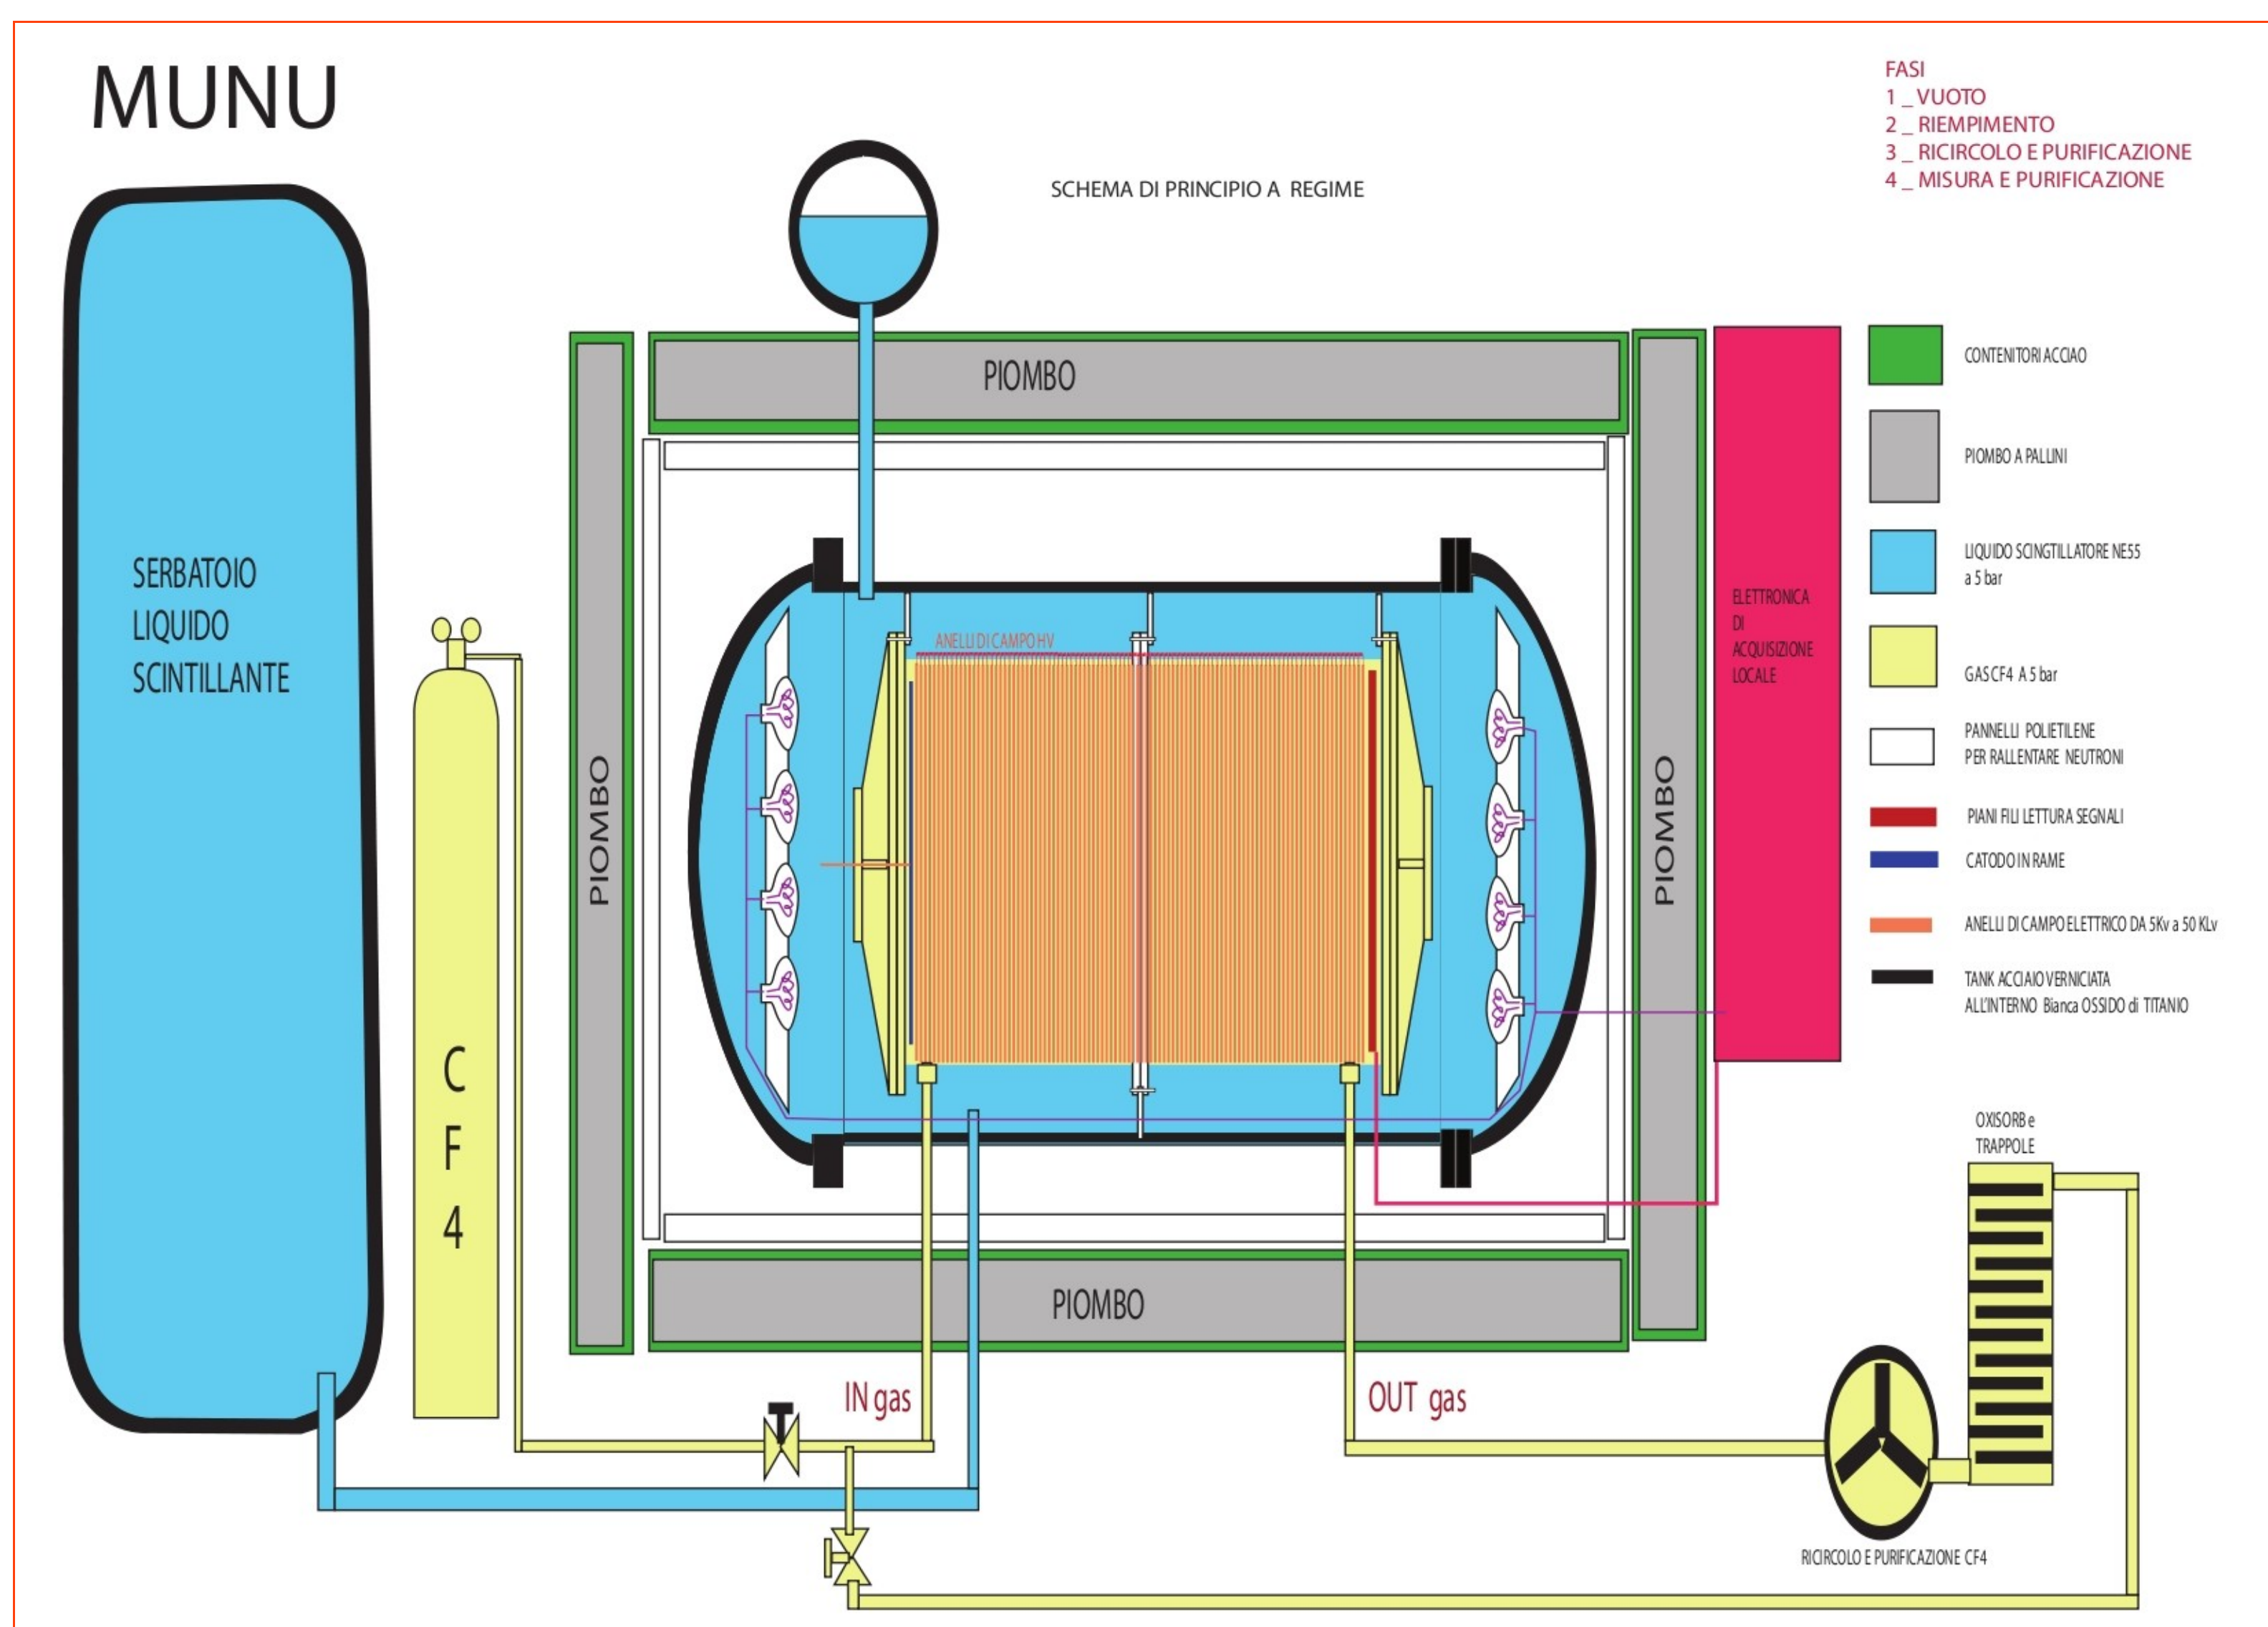 MUNU
FASI
1 _ VUOTO
2 _ RIEMPIMENTO
3 _ RICIRCOLO E PURIFICAZIONE
4 _ MISURA E PURIFICAZIONE
SCHEMA DI PRINCIPIO A REGIME
SERBATOIO
LIQUIDO
SCINTILLANTE
C
F
4
PIOMBO
PIOMBO
PIOMBO
PIOMBO
ANELLI DI CAMPO HV
ELETTRONICA
DI
ACQUISIZIONE
LOCALE
CONTENITORI ACCIAO
PIOMBO A PALLINI
LIQUIDO SCINGTILLATORE NE55
a 5 bar
GAS CF4 A 5 bar
PANNELLI POLIETILENE
PER RALLENTARE NEUTRONI
PIANI FILI LETTURA SEGNALI
CATODO IN RAME
ANELLI DI CAMPO ELETTRICO DA 5Kv a 50 KLv
TANK ACCIAIO VERNICIATA
ALL'INTERNO Bianca OSSIDO di TITANIO
OXISORB e
TRAPPOLE
IN gas
OUT gas
RICIRCOLO E PURIFICAZIONE CF4